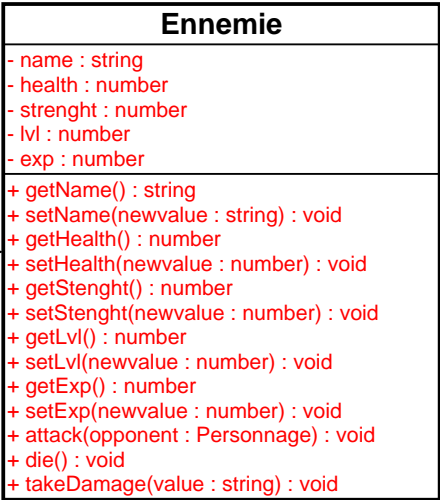 Ennemie
- name : string
- health : number
- strenght : number
- lvl : number
- exp : number
+ getName() : string
+ setName(newvalue : string) : void
+ getHealth() : number
+ setHealth(newvalue : number) : void
+ getStenght() : number
+ setStenght(newvalue : number) : void
+ getLvl() : number
+ setLvl(newvalue : number) : void
+ getExp() : number
+ setExp(newvalue : number) : void
+ attack(opponent : Personnage) : void
+ die() : void
+ takeDamage(value : string) : void